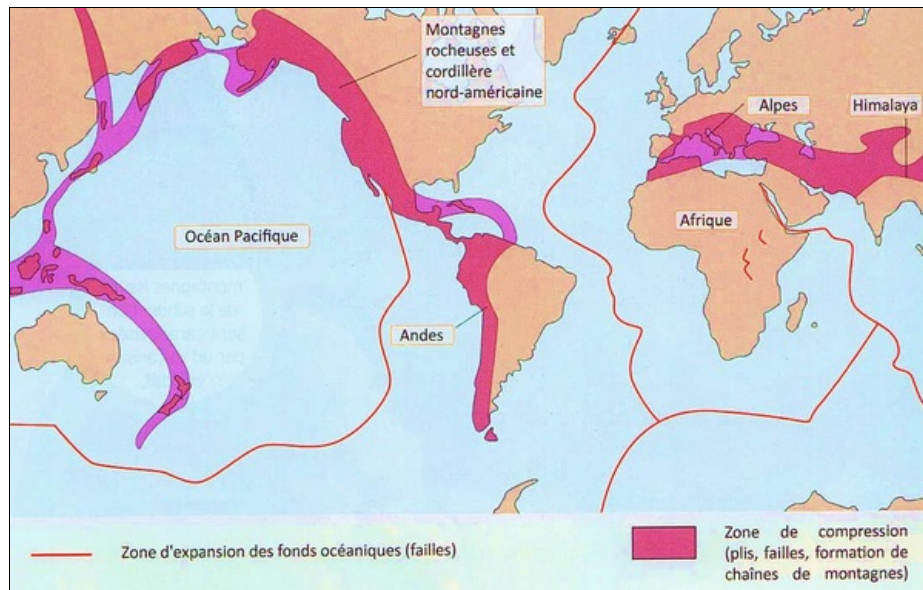 Montagnes
rocheuses et
cordillère
nord-américaine
Alpes
Himalaya
Océan Pacifique
Afrique
Andes
Zone d'expansion des fonds océaniques (failles)
Zone de compression
(plis, failles, formation de
chaînes de montagnes)